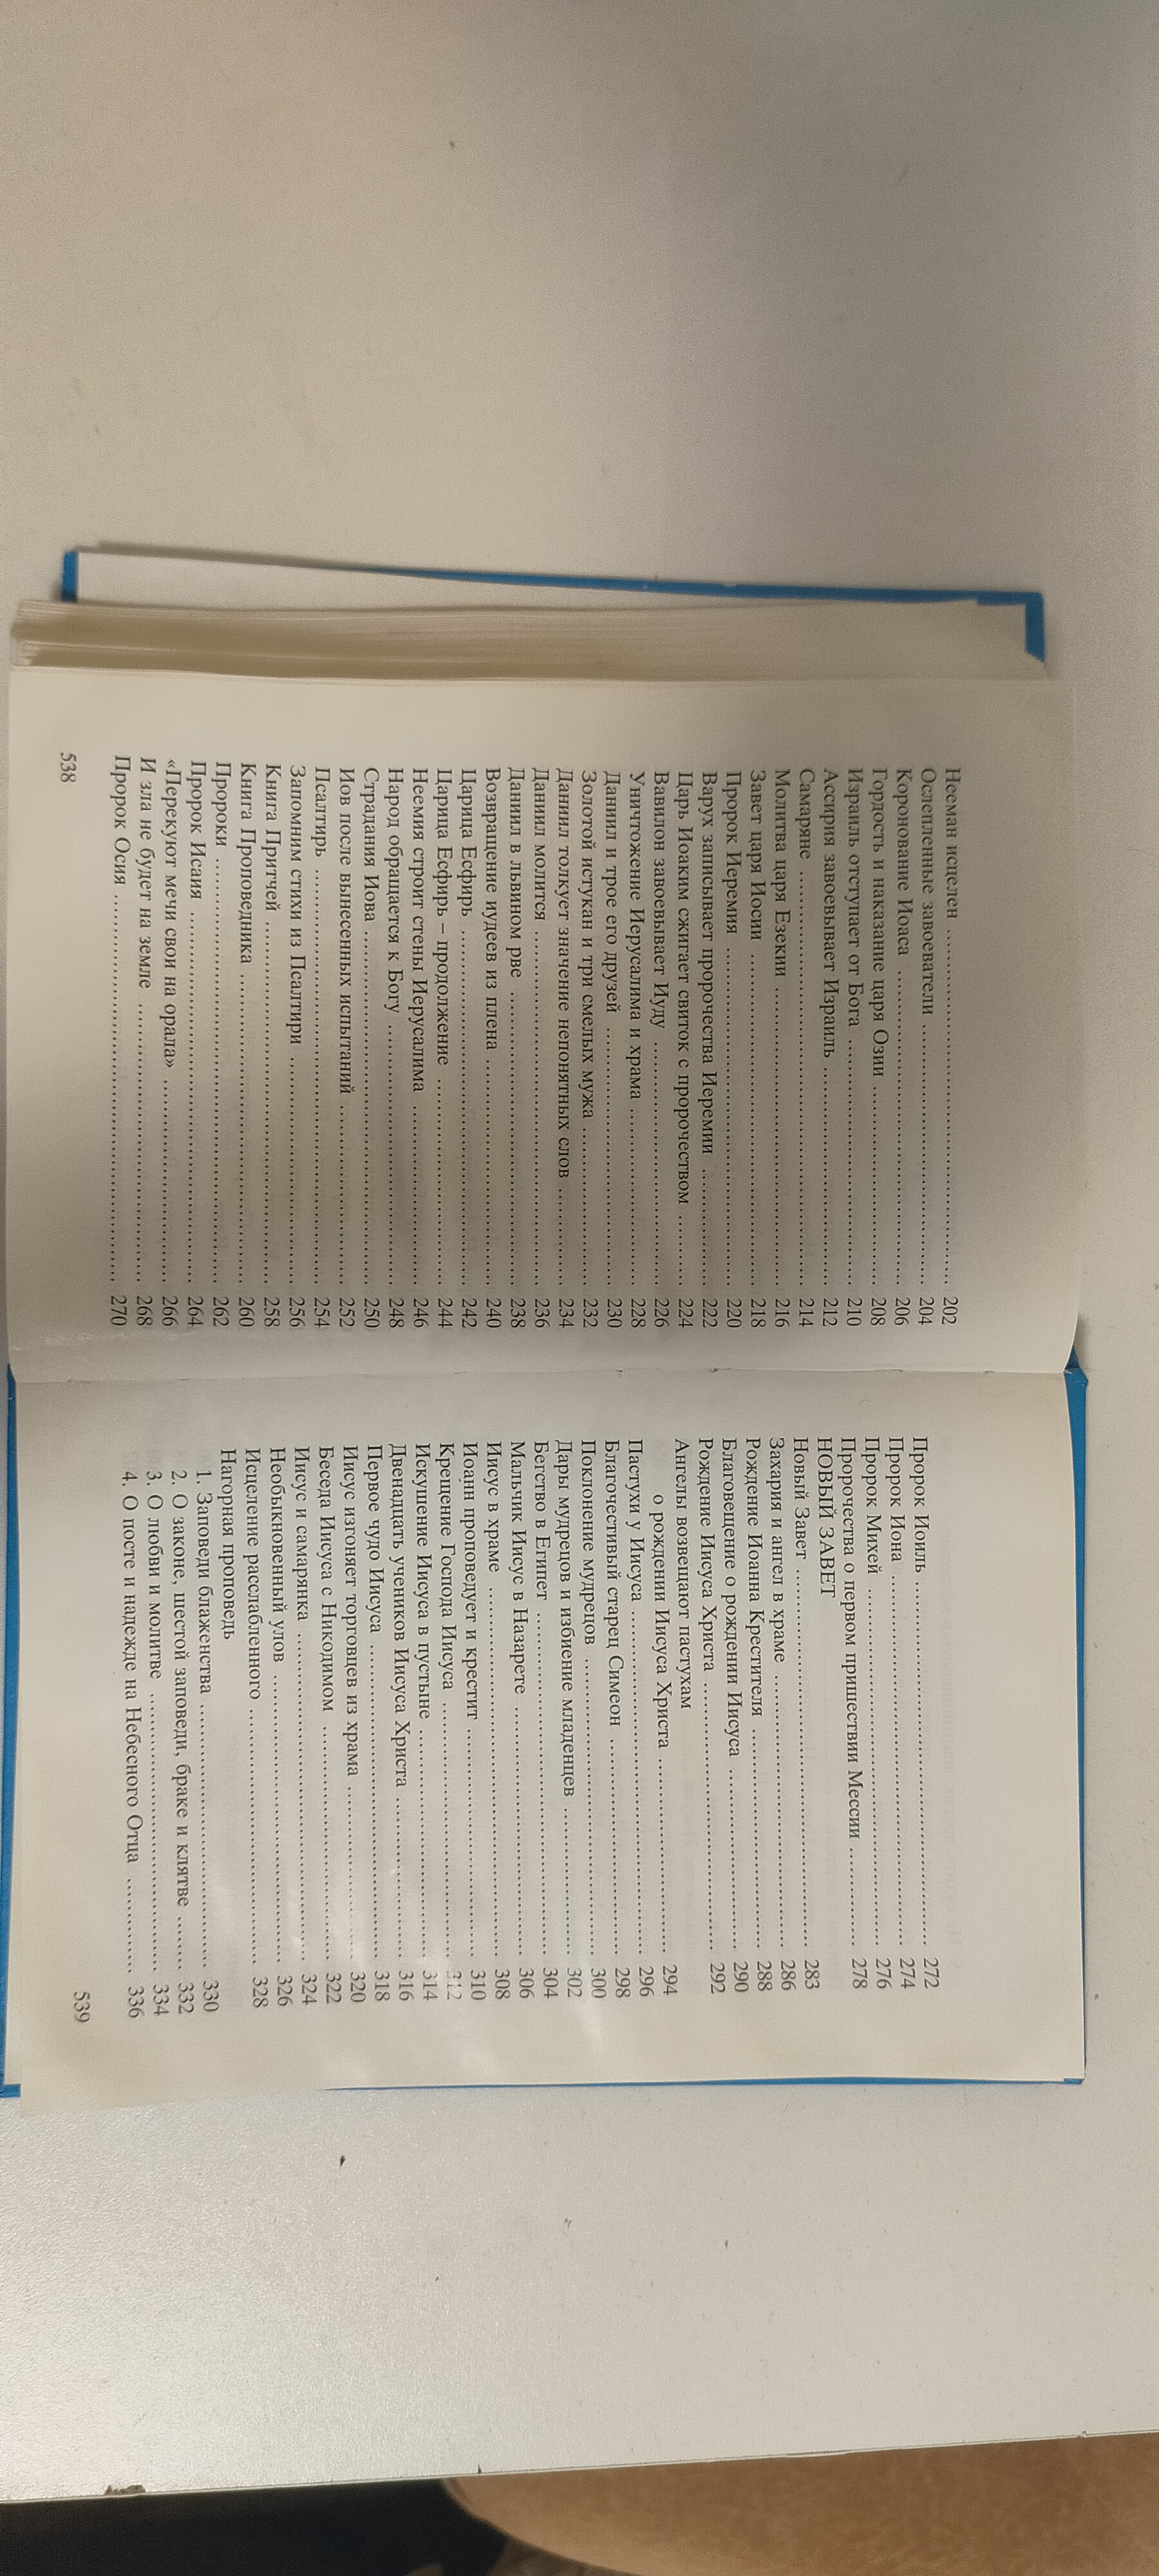 Нееман исцелен ........................................ 202
Ослепленные завоеватели ........................................ 204
Коронование Иоаса ........................................ 206
Гордость и наказание царя Озии ........................................ 208
Израиль отступает от Бога ........................................ 210
Ассирия завоевывает Израиль ........................................ 212
Самаряне ........................................ 214
Молитва царя Езекии ........................................ 216
Завет царя Иосии ........................................ 218
Пророк Иеремия ........................................ 220
Варух записывает пророчества Иеремии ................ 222
Царь Иоаким сжигает свиток с пророчеством .......... 224
Вавилон завоевывает Иуду ........................................ 226
Уничтожение Иерусалима и храма ........................ 228
Даниил и трое его друзей ........................................ 230
Золотой истукан и три смелых мужа ........................ 232
Даниил толкует значение непонятных слов .............. 234
Даниил молится ........................................ 236
Даниил в львином рве ........................................ 238
Возвращение иудеев из плена ................................ 240
Царица Есфирь ........................................ 242
Царица Есфирь – продолжение ................................ 244
Неемия строит стены Иерусалима ........................ 246
Народ обращается к Богу ........................................ 248
Страдания Иова ........................................ 250
Иов после вынесенных испытаний ........................ 252
Псалтирь ........................................ 254
Запомним стихи из Псалтири ................................ 256
Книга Притчей ........................................ 258
Книга Проповедника ........................................ 260
Пророки ........................................ 262
Пророк Исаия ........................................ 264
«Перекуют мечи свои на орала» ................................ 266
И зла не будет на земле ........................................ 268
Пророк Осия ........................................ 270
538
Пророк Иоиль ........................................ 272
Пророк Иона ........................................ 274
Пророк Михей ........................................ 276
Пророчества о первом пришествии Мессии .............. 278
НОВЫЙ ЗАВЕТ
Новый Завет ........................................ 283
Захария и ангел в храме ........................................ 286
Рождение Иоанна Крестителя ................................ 288
Благовещение о рождении Иисуса ........................ 290
Рождение Иисуса Христа ........................................ 292
Ангелы возвещают пастухам
о рождении Иисуса Христа ................................ 294
Пастухи у Иисуса ........................................ 296
Благочестивый старец Симеон ................................ 298
Поклонение мудрецов ........................................ 300
Дары мудрецов и избиение младенцев ................ 302
Бегство в Египет ........................................ 304
Мальчик Иисус в Назарете ................................ 306
Иисус в храме ........................................ 308
Иоанн проповедует и крестит ................................ 310
Крещение Господа Иисуса ................................ 312
Искушение Иисуса в пустыне ................................ 314
Двенадцать учеников Иисуса Христа ................ 316
Первое чудо Иисуса ........................................ 318
Иисус изгоняет торговцев из храма ................ 320
Беседа Иисуса с Никодимом ................................ 322
Иисус и самарянка ........................................ 324
Необыкновенный улов ........................................ 326
Исцеление расслабленного ................................ 328
Нагорная проповедь
1. Заповеди блаженства ................................ 330
2. О законе, шестой заповеди, браке и клятве ....... 332
3. О любви и молитве ........................................ 334
4. О посте и надежде на Небесного Отца .............. 336
539